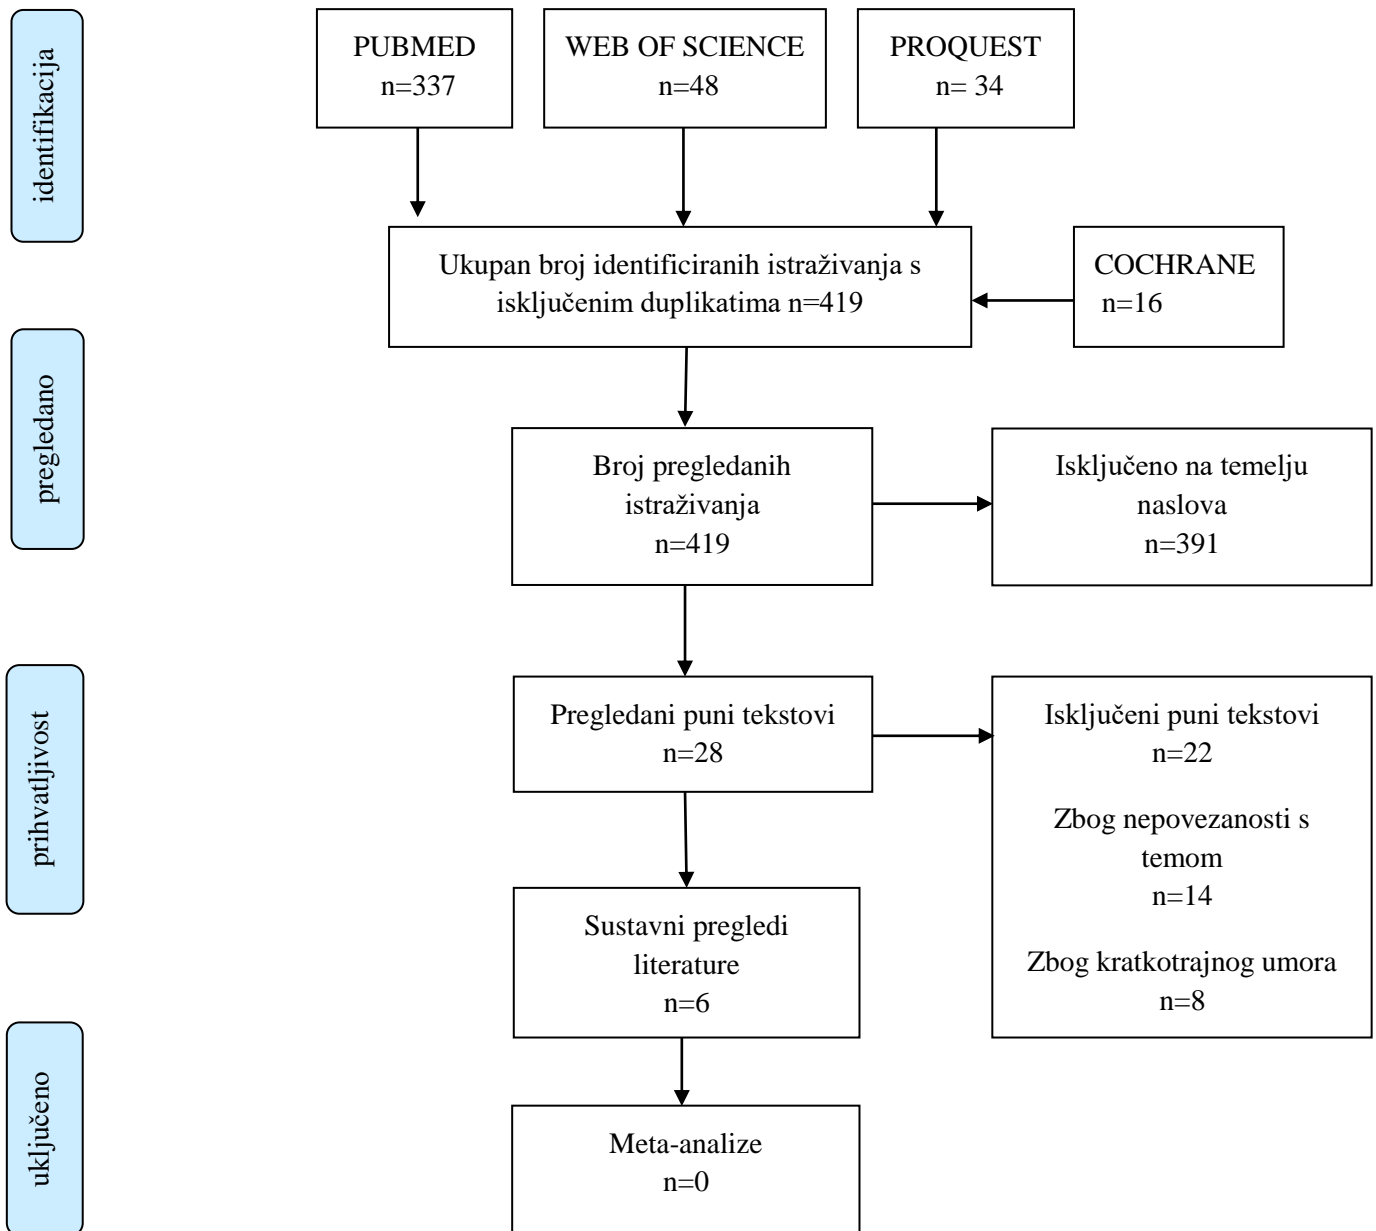 identifikacija
PUBMED
n=337
WEB OF SCIENCE
n=48
PROQUEST
n= 34
Ukupan broj identificiranih istraživanja s
isključenim duplikatima n=419
COCHRANE
n=16
pregledano
Broj pregledanih
istraživanja
n=419
Isključeno na temelju
naslova
n=391
prihvatljivost
Pregledani puni tekstovi
n=28
Isključeni puni tekstovi
n=22
Zbog nepovezanosti s
temom
n=14
Zbog kratkotrajnog umora
n=8
Sustavni pregledi
literature
n=6
uključeno
Meta-analize
n=0